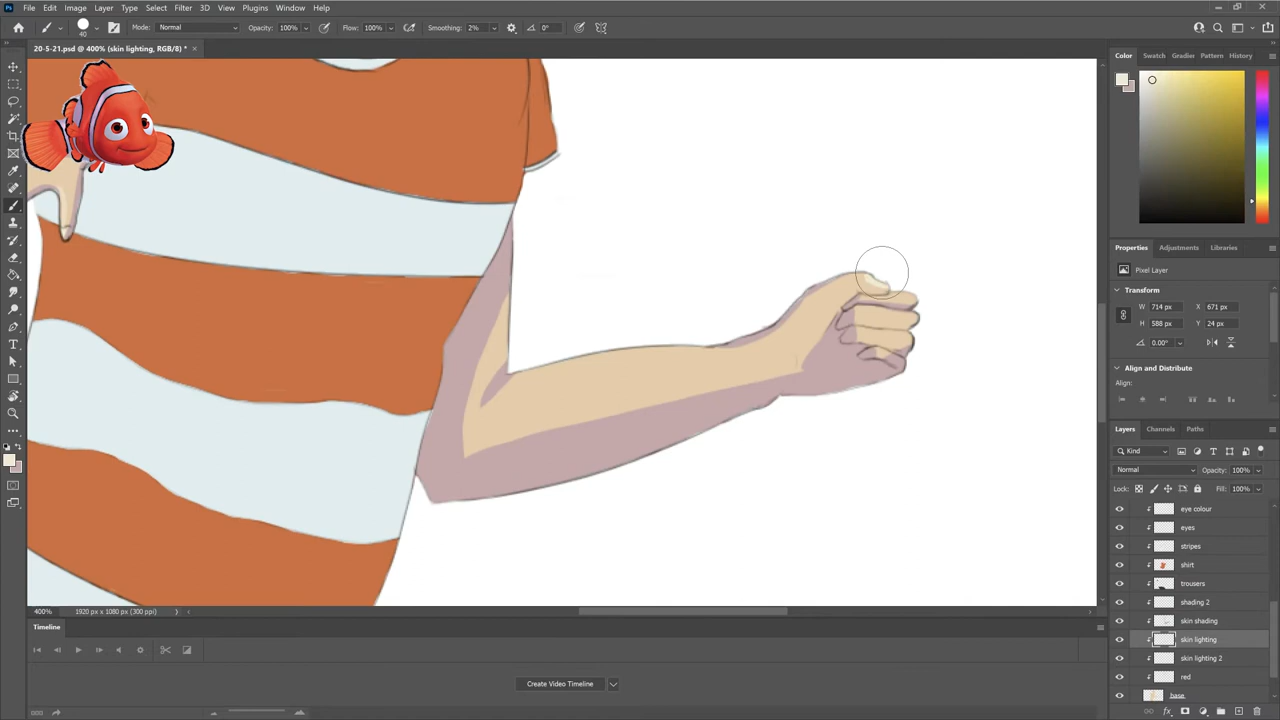 File Edit Image Layer Type Select Filter 3D View Plugins Window Help
40 Mode: Normal Opacity: 100% Flow: 100% Smoothing: 2% 0°
20-5-21.psd @ 400% (skin lighting, RGB/8) *
Color Swatch Gradier Patterr History
Properties Adjustments Libraries
Pixel Layer
Transform
W 714 px X 671 px
H 588 px Y 24 px
0.00°
Align and Distribute
Align:
Layers Channels Paths
Kind
Normal Opacity: 100%
Lock: Fill: 100%
eye colour
eyes
stripes
shirt
trousers
shading 2
skin shading
skin lighting
skin lighting 2
red
base
400% 1920 px x 1080 px (300 ppi)
Timeline
Create Video Timeline